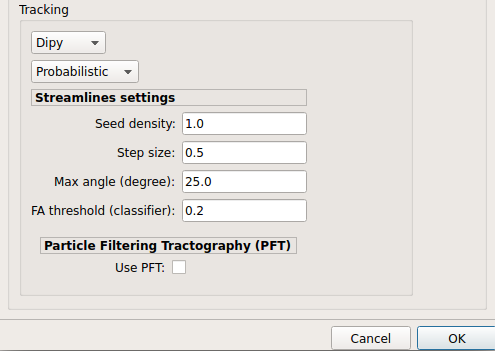 Tracking
Dipy
Probabilistic
Streamlines settings
Seed density: 1.0
Step size: 0.5
Max angle (degree): 25.0
FA threshold (classifier): 0.2
Particle Filtering Tractography (PFT)
Use PFT:
Cancel OK